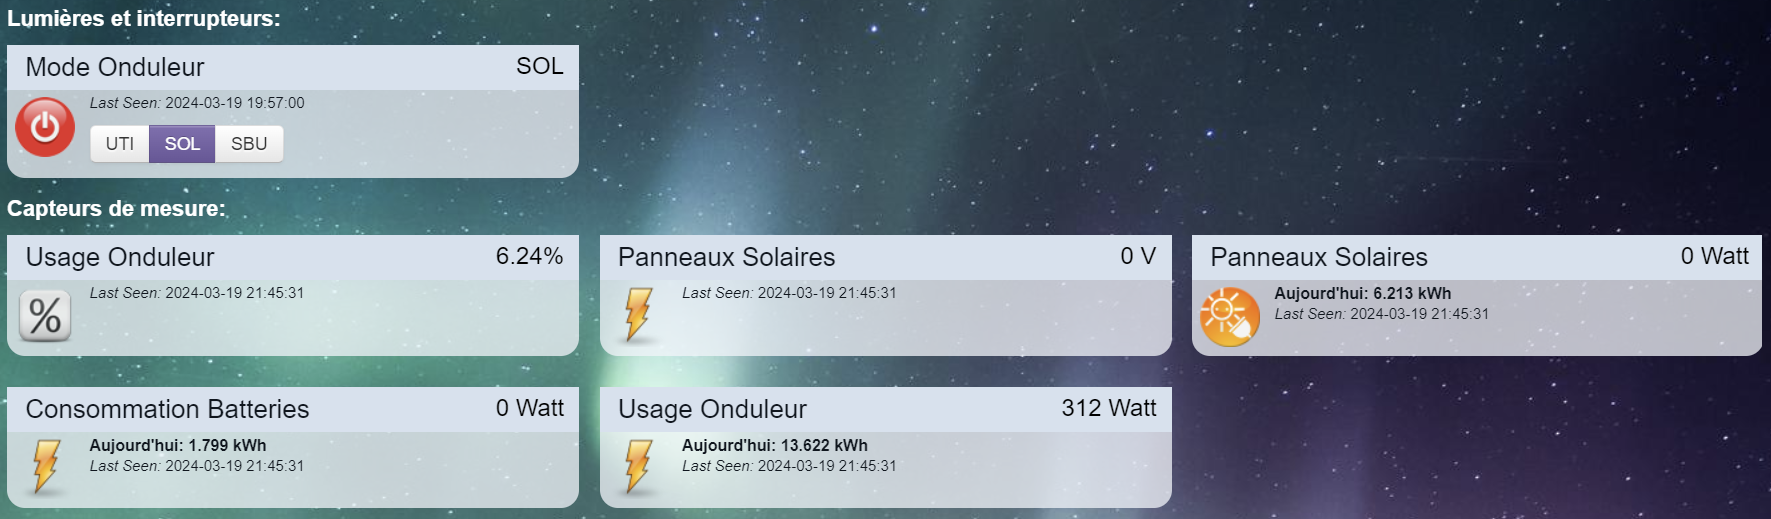 Lumières et interrupteurs:
Mode Onduleur SOL
Last Seen: 2024-03-19 19:57:00
UTI SOL SBU
Capteurs de mesure:
Usage Onduleur 6.24%
Last Seen: 2024-03-19 21:45:31
%
Panneaux Solaires 0 V
Last Seen: 2024-03-19 21:45:31
Panneaux Solaires 0 Watt
Aujourd'hui: 6.213 kWh
Last Seen: 2024-03-19 21:45:31
Consommation Batteries 0 Watt
Aujourd'hui: 1.799 kWh
Last Seen: 2024-03-19 21:45:31
Usage Onduleur 312 Watt
Aujourd'hui: 13.622 kWh
Last Seen: 2024-03-19 21:45:31